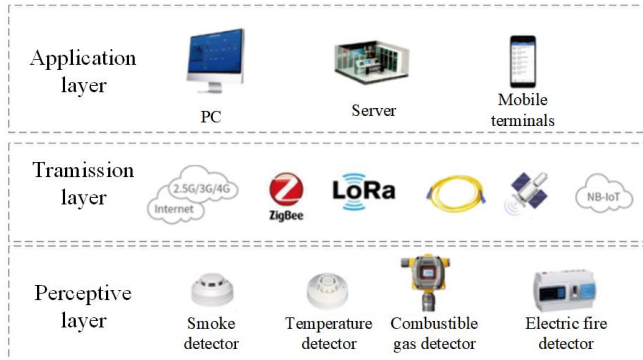 Application
layer
PC
Server
Mobile
terminals
Tramission
layer
2.5G/3G/4G
Internet
ZigBee
LoRa
NB-IoT
Perceptive
layer
Smoke
detector
Temperature
detector
Combustible
gas detector
Electric fire
detector